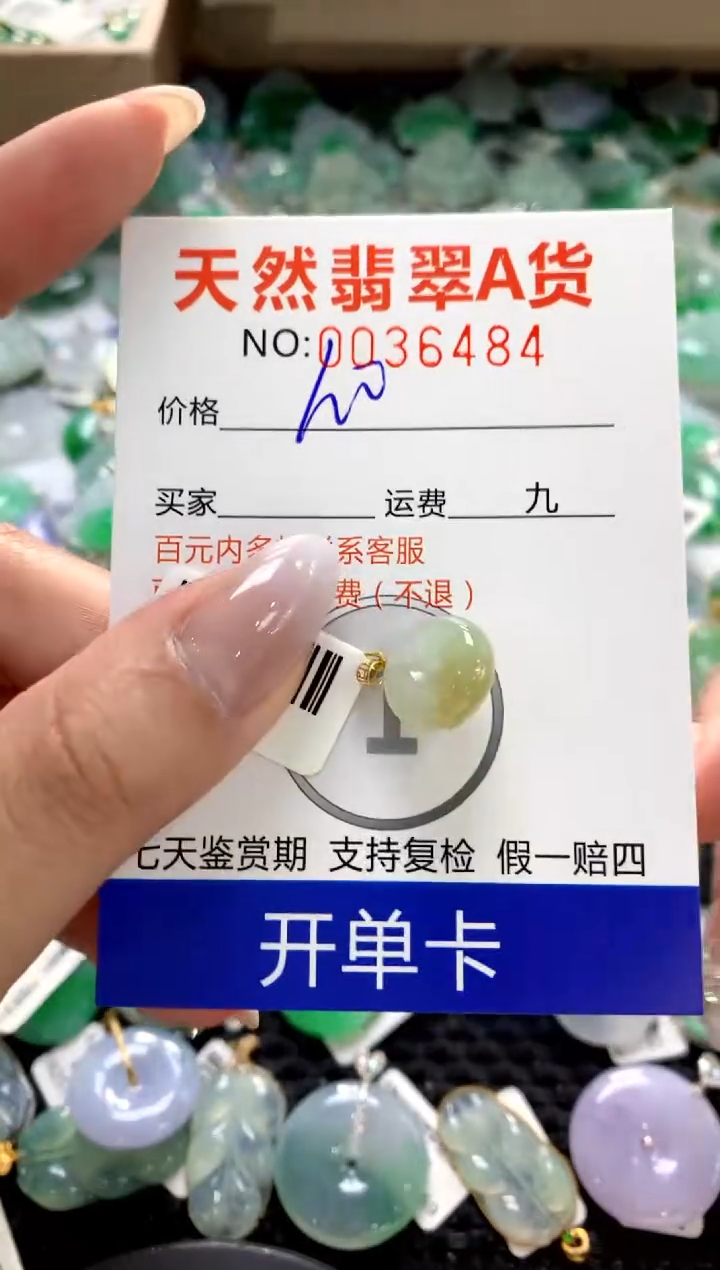 天然翡翠A货
NO:0036484
价格
买家 运费 九
百元内多 系客服
费(不退)
1
七天鉴赏期 支持复检 假一赔四
开单卡